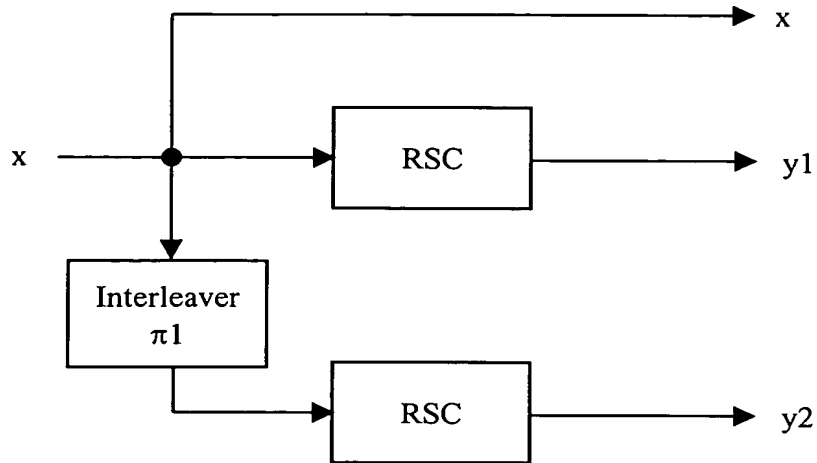 x
x
RSC
y1
Interleaver
π1
RSC
y2